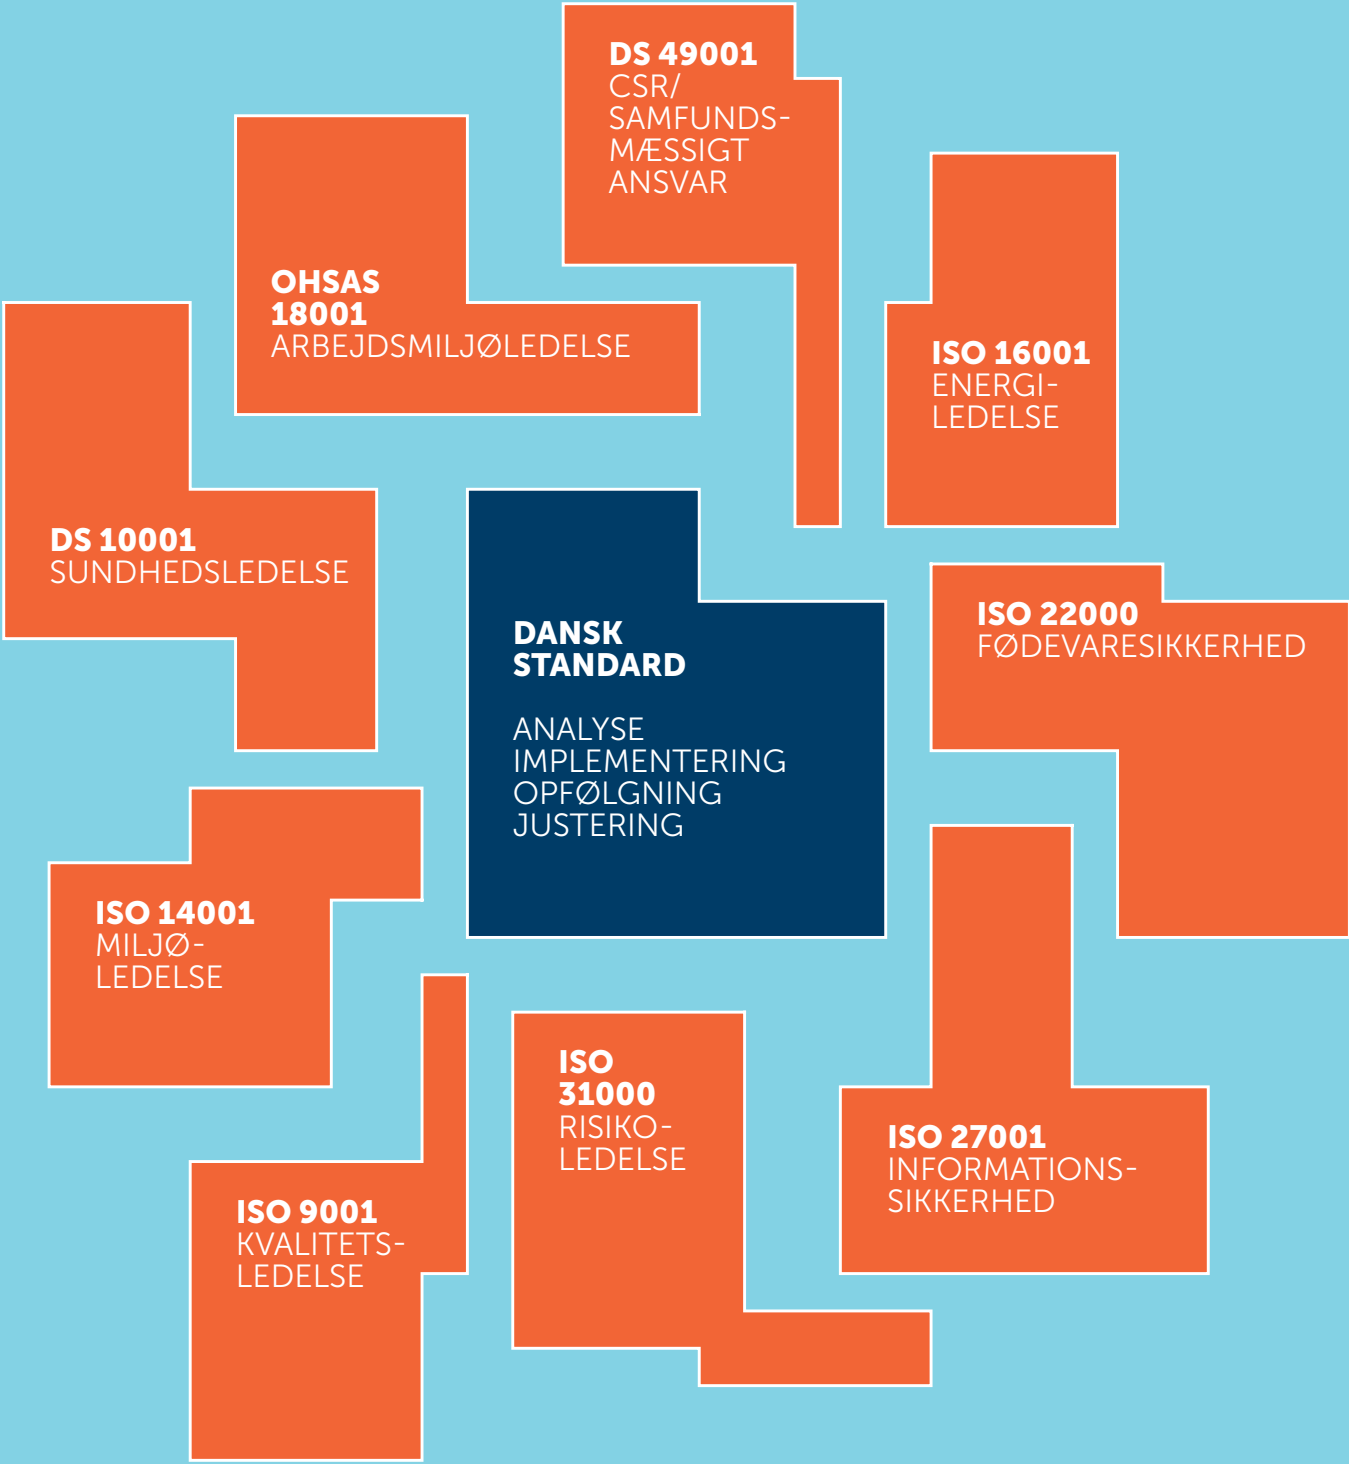 DS 49001
CSR/
SAMFUNDS-
MÆSSIGT
ANSVAR
OHSAS
18001
ARBEJDSMILJØLEDELSE
ISO 16001
ENERGI-
LEDELSE
DS 10001
SUNDHEDSLEDELSE
DANSK
STANDARD
ANALYSE
IMPLEMENTERING
OPFØLGNING
JUSTERING
ISO 22000
FØDEVARESIKKERHED
ISO 14001
MILJØ-
LEDELSE
ISO
31000
RISIKO-
LEDELSE
ISO 27001
INFORMATIONS-
SIKKERHED
ISO 9001
KVALITETS-
LEDELSE